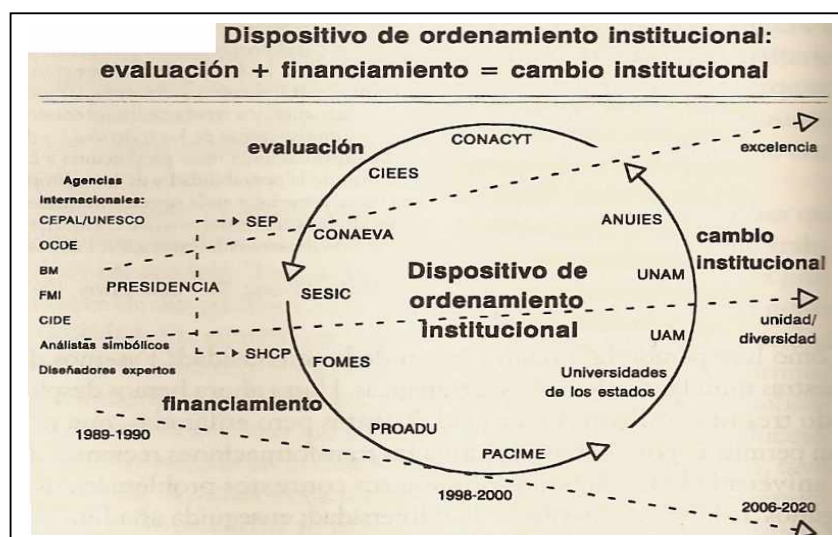 Dispositivo de ordenamiento institucional:
evaluación + financiamiento = cambio institucional
evaluación
CONACYT
CIEES
CONAEVA
SESIC
excelencia
Agencias
Internacionales:
CEPAL/UNESCO
OCDE
BM
FMI
CIDE
Análistas simbólicos
Diseñadores expertos
SEP
PRESIDENCIA
SHCP
ANUIES
UNAM
UAM
Universidades
de los estados
cambio
institucional
Dispositivo de
ordenamiento
institucional
unidad/
diversidad
FOMES
financiamiento
PROADU
PACIME
1989-1990
1998-2000
2006-2020